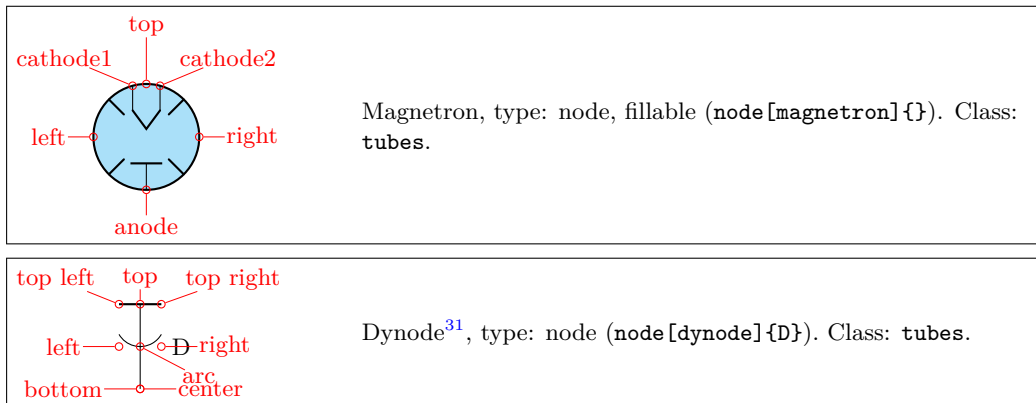 top
cathode1 cathode2
left right
anode
Magnetron, type: node, fillable (node[magnetron]{}). Class:
tubes.
top left top top right
left D right
arc
bottom center
Dynode31, type: node (node[dynode]{D}). Class: tubes.